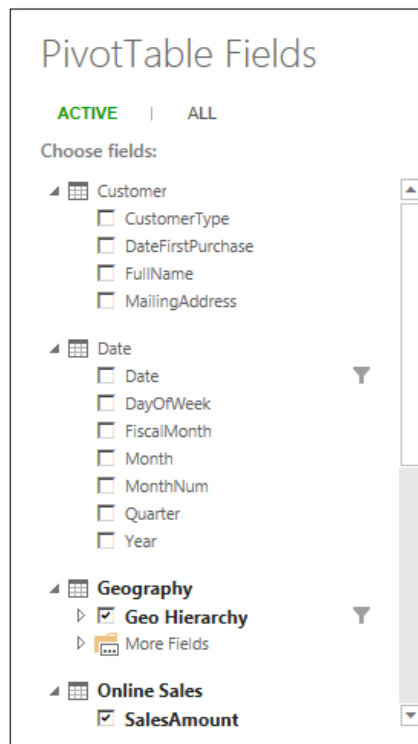 PivotTable Fields
ACTIVE | ALL
Choose fields:
Customer
CustomerType
DateFirstPurchase
FullName
MailingAddress
Date
Date
DayOfWeek
FiscalMonth
Month
MonthNum
Quarter
Year
Geography
Geo Hierarchy
More Fields
Online Sales
SalesAmount